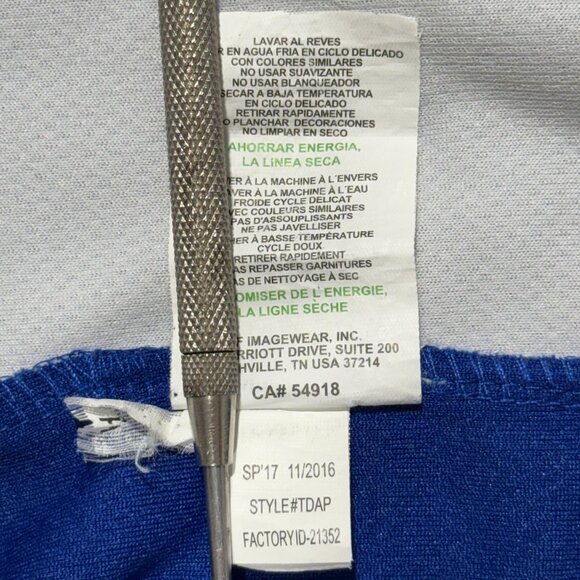 LAVAR AL REVES
EN AGUA FRIA EN CICLO DELICADO
CON COLORES SIMILARES
NO USAR SUAVIZANTE
NO USAR BLANQUEADOR
SECAR A BAJA TEMPERATURA
EN CICLO DELICADO
RETIRAR RAPIDAMENTE
PLANCHAR DECORACIONES
NO LIMPIAR EN SECO
AHORRAR ENERGIA,
LA LINEA SECA
À LA MACHINE À L'ENVERS
À LA MACHINE À L'EAU
FROIDE CYCLE DELICAT
AVEC COULEURS SIMILAIRES
PAS D'ASSOUPLISSANTS
NE PAS JAVELLISER
À BASSE TEMPÉRATURE
CYCLE DOUX
RETIRER RAPIDEMENT
PAS REPASSER GARNITURES
PAS DE NETTOYAGE À SEC
DE L'ENERGIE,
LA LIGNE SÈCHE
IMAGEWEAR, INC.
DRIVE, SUITE 200
TN USA 37214
CA# 54918
SP'17 11/2016
STYLE#TDAP
FACTORYID-21352